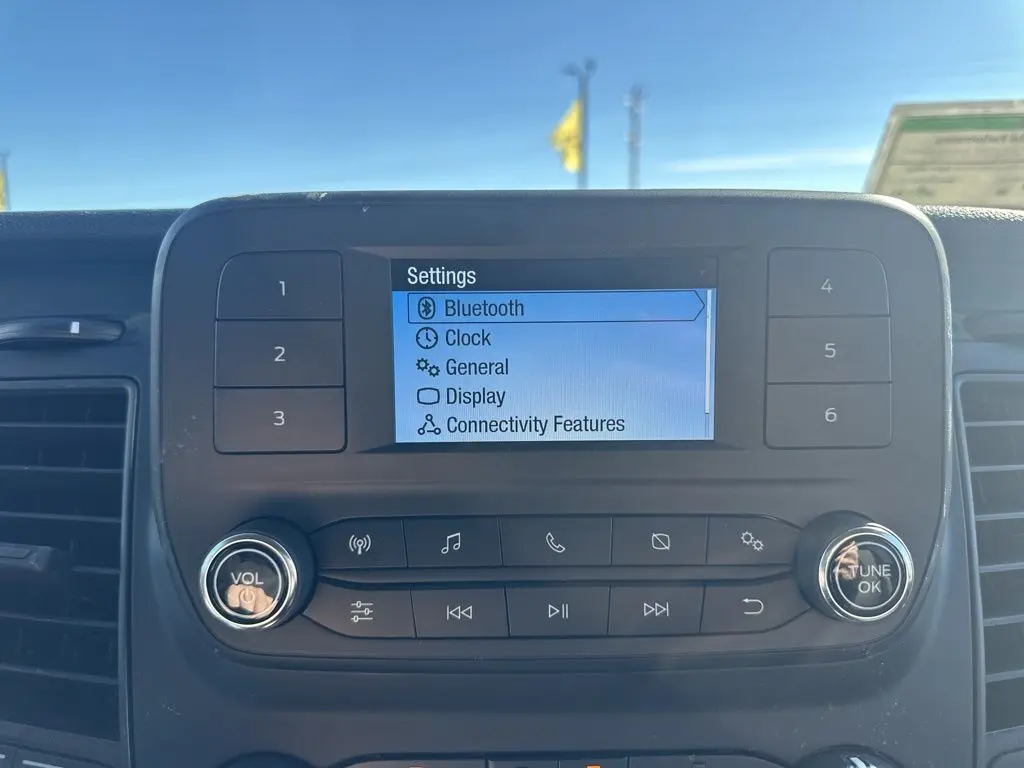 Settings
1
Bluetooth
4
Clock
2
General
5
Display
3
Connectivity Features
6
VOL
TUNE
OK